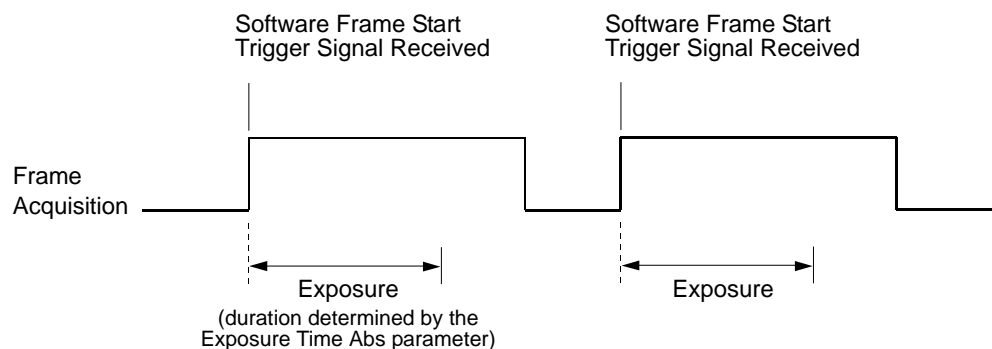 Software Frame Start
Trigger Signal Received
Software Frame Start
Trigger Signal Received
Frame
Acquisition
Exposure
(duration determined by the
Exposure Time Abs parameter)
Exposure